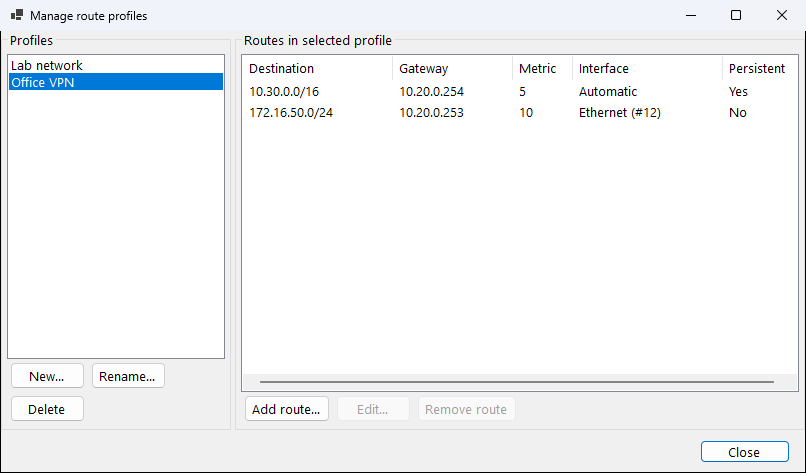 Manage route profiles
Profiles
Lab network
Office VPN
New...
Rename...
Delete
Routes in selected profile
Destination Gateway Metric Interface Persistent
10.30.0.0/16 10.20.0.254 5 Automatic Yes
172.16.50.0/24 10.20.0.253 10 Ethernet (#12) No
Add route... Edit... Remove route
Close